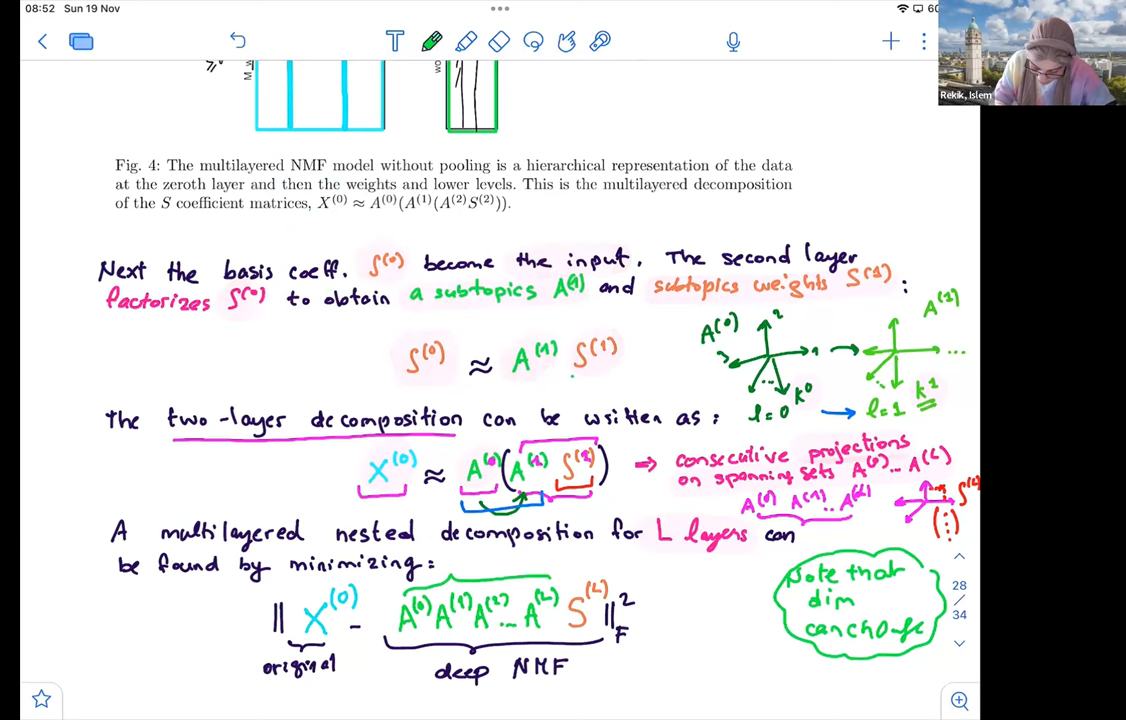 08:52 Sun 19 Nov
Rekik, Islem
Fig. 4: The multilayered NMF model without pooling is a hierarchical representation of the data
at the zeroth layer and then the weights and lower levels. This is the multilayered decomposition
of the S coefficient matrices, X⁽⁰⁾ ≈ A⁽⁰⁾(A⁽¹⁾(A⁽²⁾S⁽²⁾)).
Next the basis coeff. S⁽⁰⁾ become the input. The second layer
factorizes S⁽⁰⁾ to obtain a subtopics A⁽¹⁾ and subtopics weights S⁽¹⁾ :
S⁽⁰⁾ ≈ A⁽¹⁾ S⁽¹⁾
A⁽⁰⁾ 1 2 3 ... k⁰ l=0
A⁽¹⁾ ... k¹ l=1
The two-layer decomposition can be written as :
X⁽⁰⁾ ≈ A⁽⁰⁾(A⁽¹⁾ S⁽¹⁾) ⇒ consecutive projections
on spanning sets A⁽⁰⁾... A⁽ᴸ⁾
A⁽⁰⁾ A⁽¹⁾ .. A⁽ᴸ⁾
A multilayered nested decomposition for L layers can
be found by minimizing :
|| X⁽⁰⁾ - A⁽⁰⁾A⁽¹⁾A⁽²⁾... A⁽ᴸ⁾ S⁽ᴸ⁾ ||²F
original
deep NMF
Note that
dim
can change
28
/
34